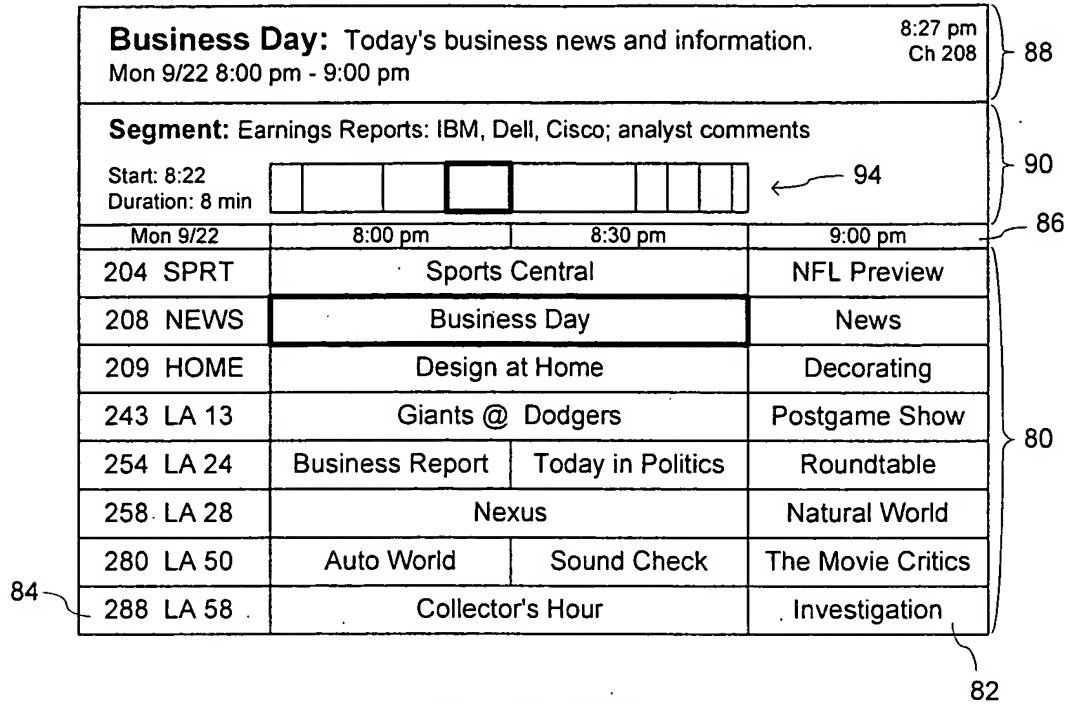 Business Day: Today's business news and information. 8:27 pm
Mon 9/22 8:00 pm - 9:00 pm Ch 208
88
Segment: Earnings Reports: IBM, Dell, Cisco; analyst comments
90
Start: 8:22
Duration: 8 min
94
Mon 9/22 8:00 pm 8:30 pm 9:00 pm 86
204 SPRT Sports Central NFL Preview
208 NEWS Business Day News
209 HOME Design at Home Decorating
243 LA 13 Giants @ Dodgers Postgame Show
80
254 LA 24 Business Report Today in Politics Roundtable
258 LA 28 Nexus Natural World
280 LA 50 Auto World Sound Check The Movie Critics
84 288 LA 58 Collector's Hour Investigation
82